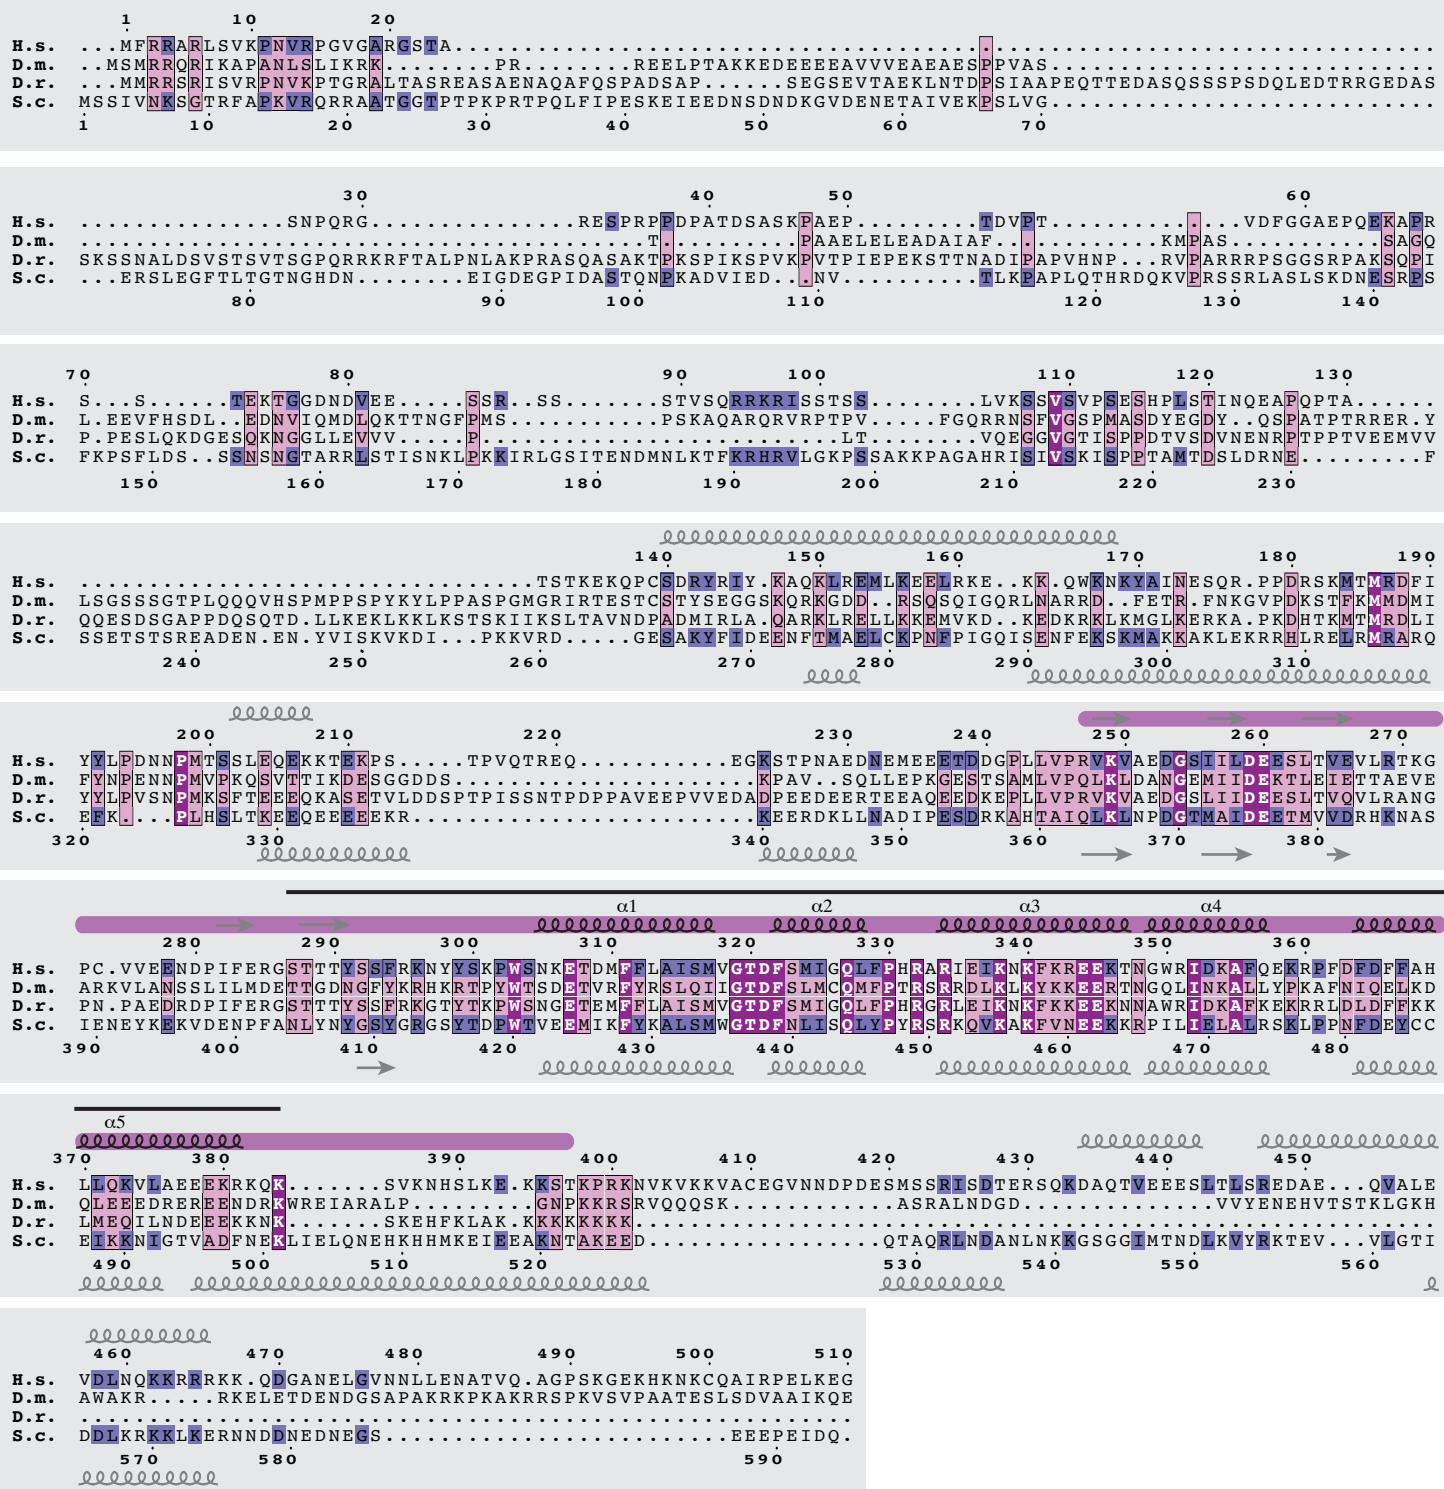 1 10 20
H.s. ...MFRRARLSVKPNVRPGVGARGSTA.......................................................................
D.m. ..MSMRRQRIKAPANLSLIKRK........PR........REELPTAKKEDEEEEAVVVEAEAESPPVAS............................
D.r. ...MMRRSRISVRPNVKPTGRALTASREASAENAQAFQSPADSAP......SEGSEVTAEKLNTDPSIAAPEQTTEDASQSSSPSDQLEDTRRGEDAS
S.c. MSSIVNKSGTRFAPKVRQRRAATGGTPTPKPRTPQLFIPESKEIEEDNSDNDKGVDENETAIVEKPSLVG............................
1 10 20 30 40 50 60 70
30 40 50 60
H.s. ...............SNPQRG...............RESPRPPDPATDSASKPAEP.........TDVPT..............VDFGGAEPQEKAPR
D.m. .........................................T..........PAAELELEADAIAF..............KMPAS.........SAGQ
D.r. SKSSNALDSVSTSVTSGPQRRKRFTALPNLAKPRASQASAKTPKSPIKSPVKPVTPIEPEKSTTNADIPAPVHNP...RVPARRRPSGGSRPAKSQPI
S.c. ...ERSLEGFTLTGTNGHDN........EIGDEGPIDASTQNPKADVIED..NV..........TLKPAPLQTHRDQKVPRSSRLASLSKDNESRPS
80 90 100 110 120 130 140
70 80 90 100 110 120 130
H.s. S...S......TEKTGGDNDVEE.....SSR..SS.......STVSQRRKRISSTSS........LVKSSVSVPSESHPLSTINQEAPQPTA......
D.m. L.EEVFHSDL..EDNVIQMDLQKTTNGFPMS...........PSKAQARQRVRPTPV.....FGQRRNSFVGSPMASDYEGDY..QSPATPTRRER.Y
D.r. P.PESLQKDGESQKNGGLLEVVV.....P..........................LT........VQEGGVGTISPPDTVSDVNENRPTPPTVEEMVV
S.c. FKPSFLDS..SSNSNGTARRLSTISNKLPKKIRLGSITENDMNLKTFKRHRVLGKPSSAKKPAGAHRISIVSKISPPTAMTDSLDRNE.........F
150 160 170 180 190 200 210 220 230
140 150 160 170 180 190
H.s. .................................TSTKEKQPCSDRYRIY.KAQKLREMLKEELRKE..KK.QWKNKYAINESQR.PPDRSKMTMRDFI
D.m. LSGSSSGTPLQQQVHSPMPPSPYKYLPPASPGMGRIRTESTCSTYSEGGSKQRKGDD..RSQSQIGQRLNARRD..FETR.FNKGVPDKSTFKMMDMI
D.r. QQESDSGAPPDQSQTD.LLKEKLKKLKSTSKIIKSLTAVNDPADMIRLA.QARKLRELLKKEMVKD..KEDKRLKMGLKERKA.PKDHTKMTMRDLI
S.c. SSETSTSREADEN.EN.YVISKVKDI...PKKVRD.....GESAKYFIDEENFTMAELCKPNFPIGQISENFEKSKMAKKAKLEKRRHLRELRMRARQ
240 250 260 270 280 290 300 310
200 210 220 230 240 250 260 270
H.s. YYLPDNNPMTSSLEQEKKTEKPS.....TPVQTREQ...........EGKSTPNAEDNEMEEETDDGPLLVPRVKVAEDGSIILDEESLTVEVLRTKG
D.m. FYNPENNPMVPKQSVTTIKDESGGDDS......................KPAV...SQLLEPKGESTSAMLVPQLKLDANGEMIIDEKTLEIETTAEVE
D.r. YYLPVSNPMKSFTEEEQKASETVLDDSPTPISSNTPDPPAVEEPVVEDADPEEDEERTEEAQEEDKEPLLVPRVKVAEDGSLIIDEESLTVQVLRANG
S.c. EFK....PLHSLTKEEQEEEEEKR.........................KEERDKLLNADIPESDRKAHTAIQLKLNPDGTMAIDEETMVVDRHKNAS
320 330 340 350 360 370 380
α1 α2 α3 α4
280 290 300 310 320 330 340 350 360
H.s. PC.VVEENDPIFERGSTTTYSSFRKNYYSKPWSNKETDMFFLAISMVGTDFSMIGQLFPHRARIEIKNKFKREEKTNGWRIDKAFQEKRPFDFDFFAH
D.m. ARKVLANSSLILMDETTGDNGFYKRHKRTPYWTSDETVRFYRSLQIIGTDFSLMCQMFPTRSRRDLKLKYKKEERTNGQLINKALLYPKAFNIQELKD
D.r. PN.PAEDRDPIFERGSTTTYSSFRKGTYTKPWSNGETEMFFLAISMVGTDFSMIGQLFPHRGRLEIKNKFKKEEKNNAWRIDKAFKEKRRLDLDFFKK
S.c. IENEYKEKVDENPFANLYNYGSYGRGSYTDPWTVEEMIKFYKALSMWGTDFNLISQLYPYRSRKQVKAKFVNEEKKRPILIELALRSKLPPNFDEYCC
390 400 410 420 430 440 450 460 470 480
α5
370 380 390 400 410 420 430 440 450
H.s. LLQKVLAEEEKRKQK.......SVKNHSLKE.KKSTKPRKNVKVKKVACEGVNNDPDESMSSRISDTERSQKDAQTVEEESLTLSREDAE...QVALE
D.m. QLEEEDREREENDRKWREIARALP.........GNPKKRSRVQQQSK............ASRALNDGD..............VVYENEHVTSTKLGKH
D.r. LMEQILNDEEEKKNK.......SKEHFKLAK.KKKKKKKK..........................................................
S.c. EIKKNIGTVADFNEKLIELQNEHKHHMKEIEEAKNTAKEED.................QTAQRLNDANLNKKGSGGIMTNDLKVYRKTEV...VLGTI
490 500 510 520 530 540 550 560
460 470 480 490 500 510
H.s. VDLNQKKRRRKK.QDGANELGVNNLLENATVQ.AGPSKGEKHKNKCQAIRPELKEG
D.m. AWAKR.....RKELETDENDGSAPAKRKPKAKRRSPKVSVPAATESLSDVAAIKQE
D.r. ........................................................
S.c. DDLKRKKLKERNNDDNEDNEGS.........................EEEPEIDQ.
570 580 590